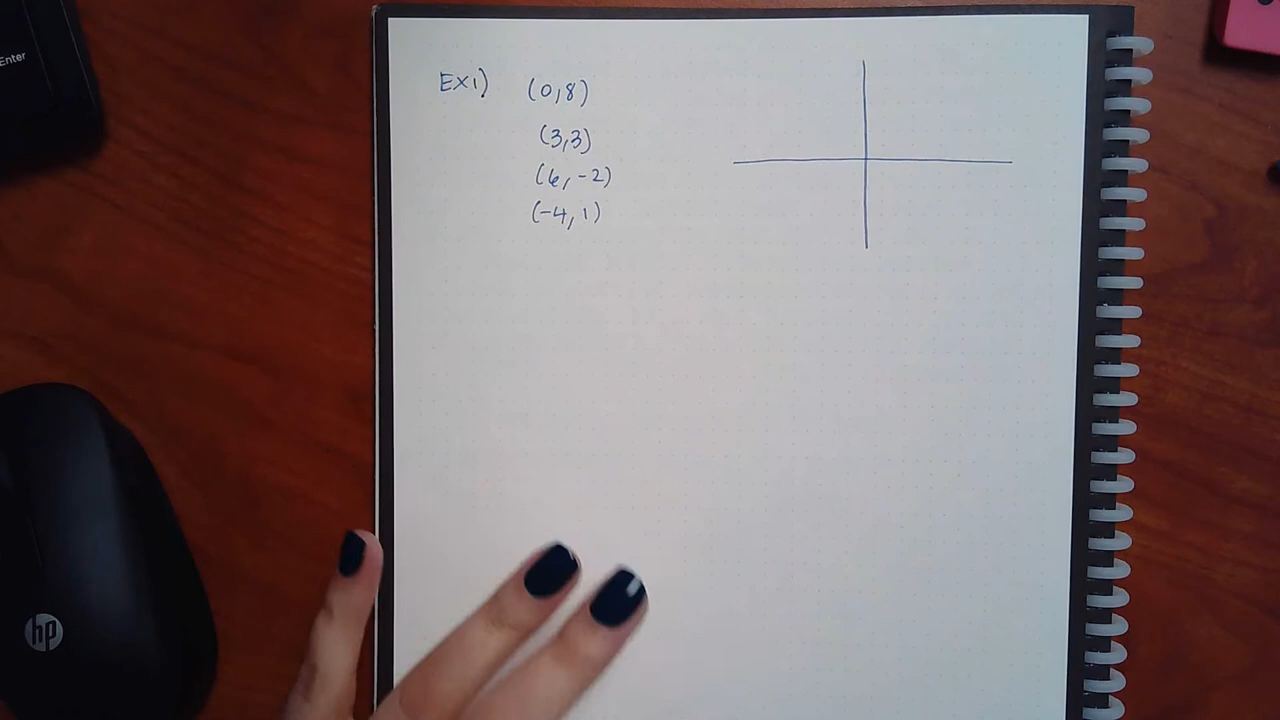 Enter
EX1) (0,8)
(3,3)
(6,-2)
(-4,1)
hp